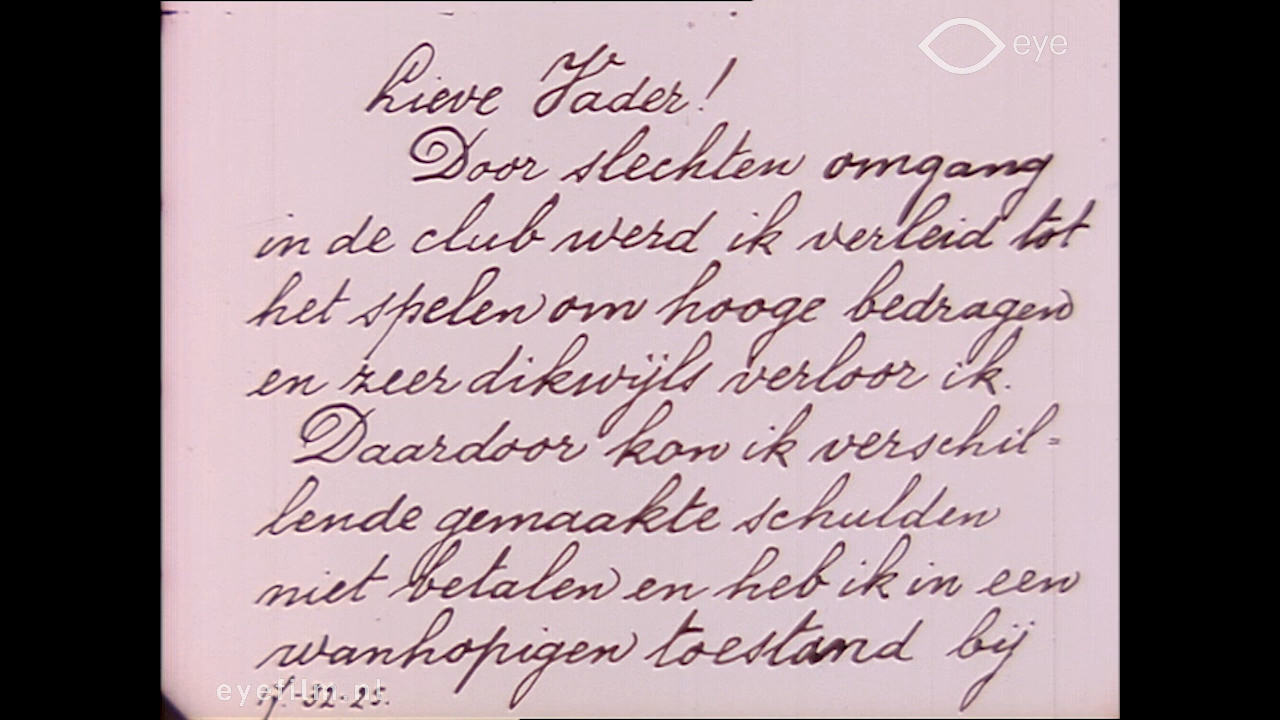 eye
Lieve Vader!
Door slechten omgang
in de club werd ik verleid tot
het spelen om hooge bedragen
en zeer dikwijls verloor ik.
Daardoor kon ik verschil=
lende gemaakte schulden
niet betalen en heb ik in een
wanhopigen toestand bij
eyefilm.nl